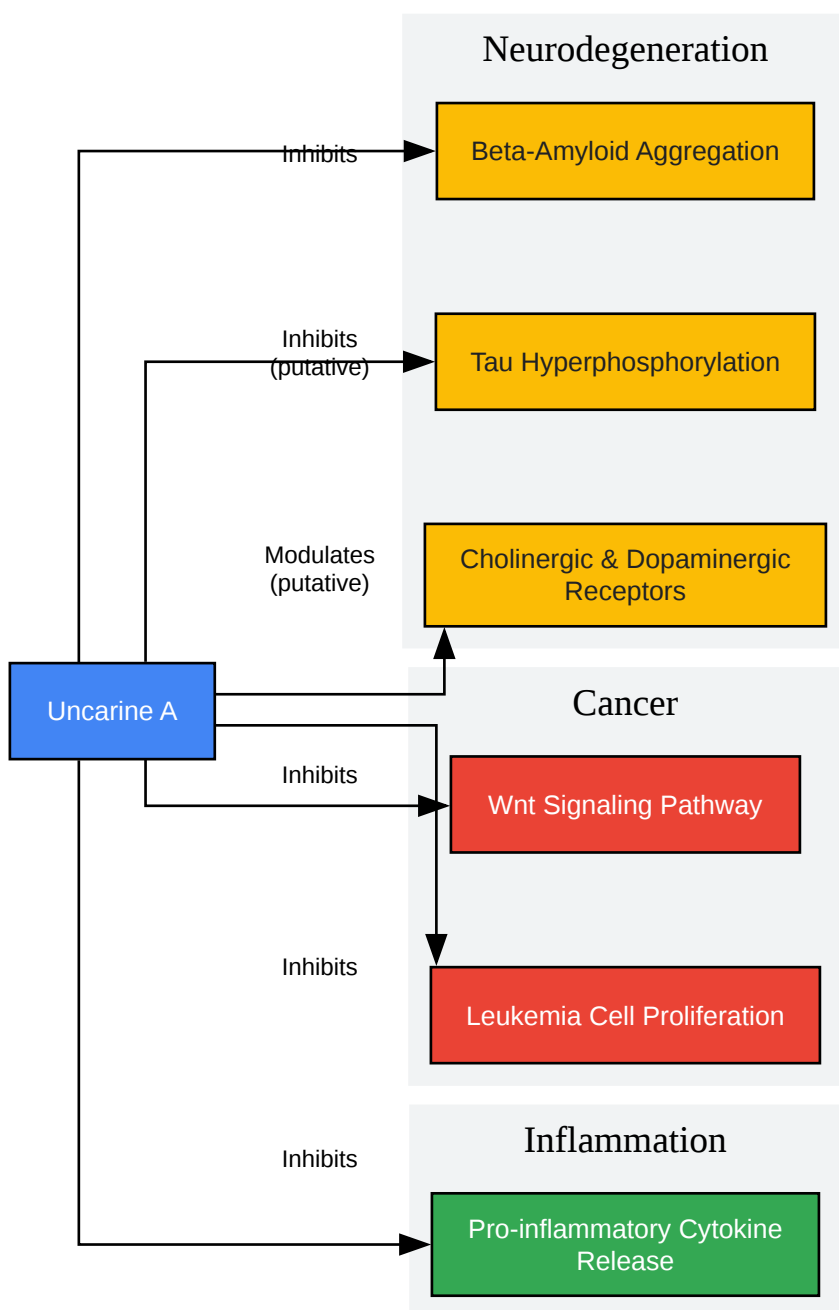 Neurodegeneration
Inhibits
Beta-Amyloid Aggregation
Inhibits
(putative)
Tau Hyperphosphorylation
Modulates
(putative)
Cholinergic & Dopaminergic
Receptors
Uncarine A
Cancer
Inhibits
Wnt Signaling Pathway
Inhibits
Leukemia Cell Proliferation
Inflammation
Inhibits
Pro-inflammatory Cytokine
Release